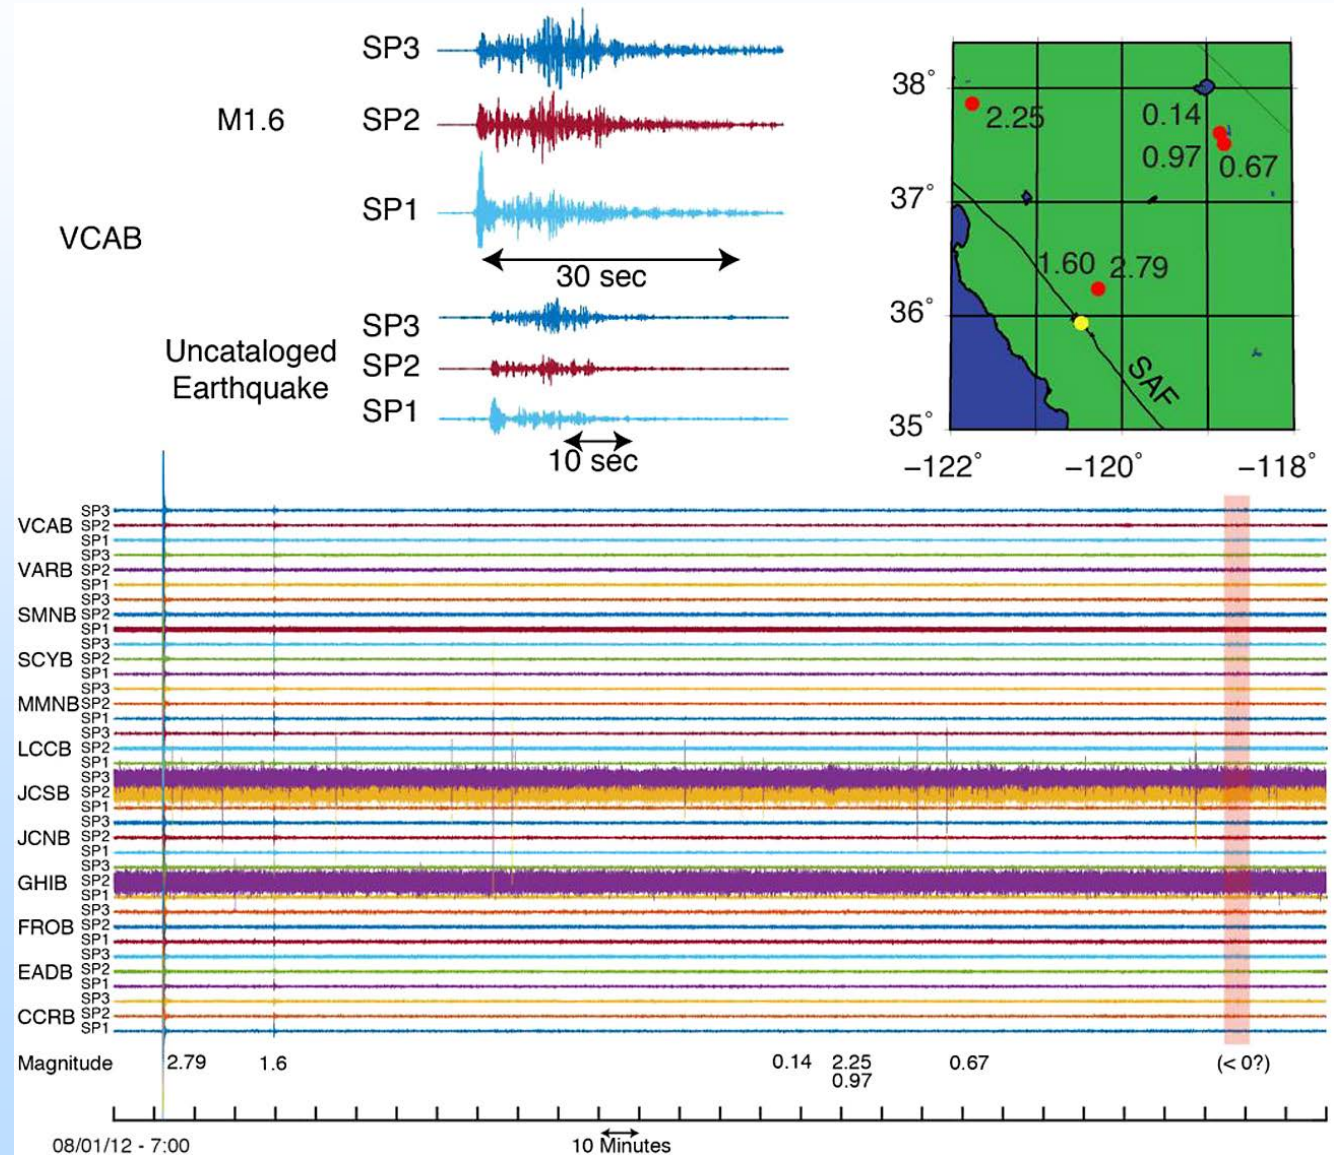 SP3
M1.6
SP2
SP1
VCAB
30 sec
SP3
Uncataloged
Earthquake
SP2
SP1
10 sec
38°
2.25
0.14
0.97
0.67
37°
1.60
2.79
36°
SAF
35°
−122°
−120°
−118°
VCAB
SP3
SP2
SP1
VARB
SP3
SP2
SP1
SMNB
SP3
SP2
SP1
SCYB
SP3
SP2
SP1
MMNB
SP3
SP2
SP1
LCCB
SP3
SP2
SP1
JCSB
SP3
SP2
SP1
JCNB
SP3
SP2
SP1
GHIB
SP3
SP2
SP1
FROB
SP3
SP2
SP1
EADB
SP3
SP2
SP1
CCRB
SP3
SP2
SP1
Magnitude
2.79
1.6
0.14
2.25
0.97
0.67
(< 0?)
08/01/12 - 7:00
10 Minutes